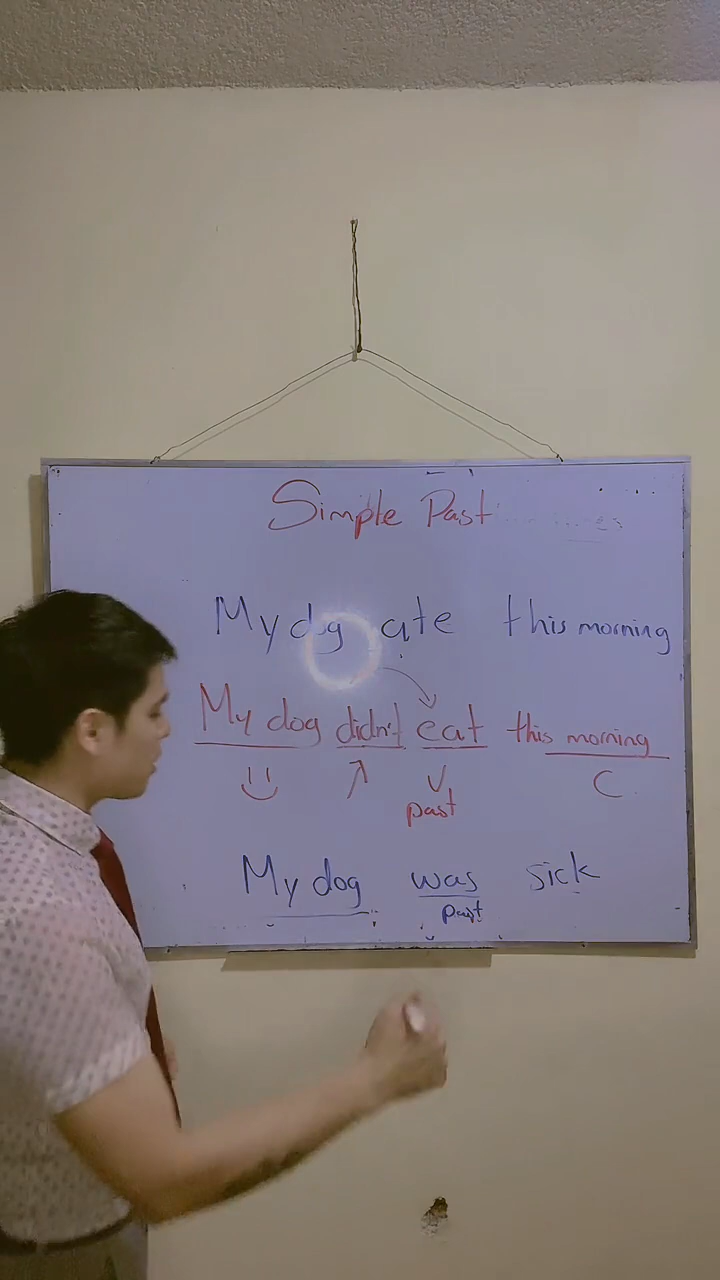 Simple Past
My dog ate this morning
My dog didn't eat this morning
C
past
My dog was sick
past